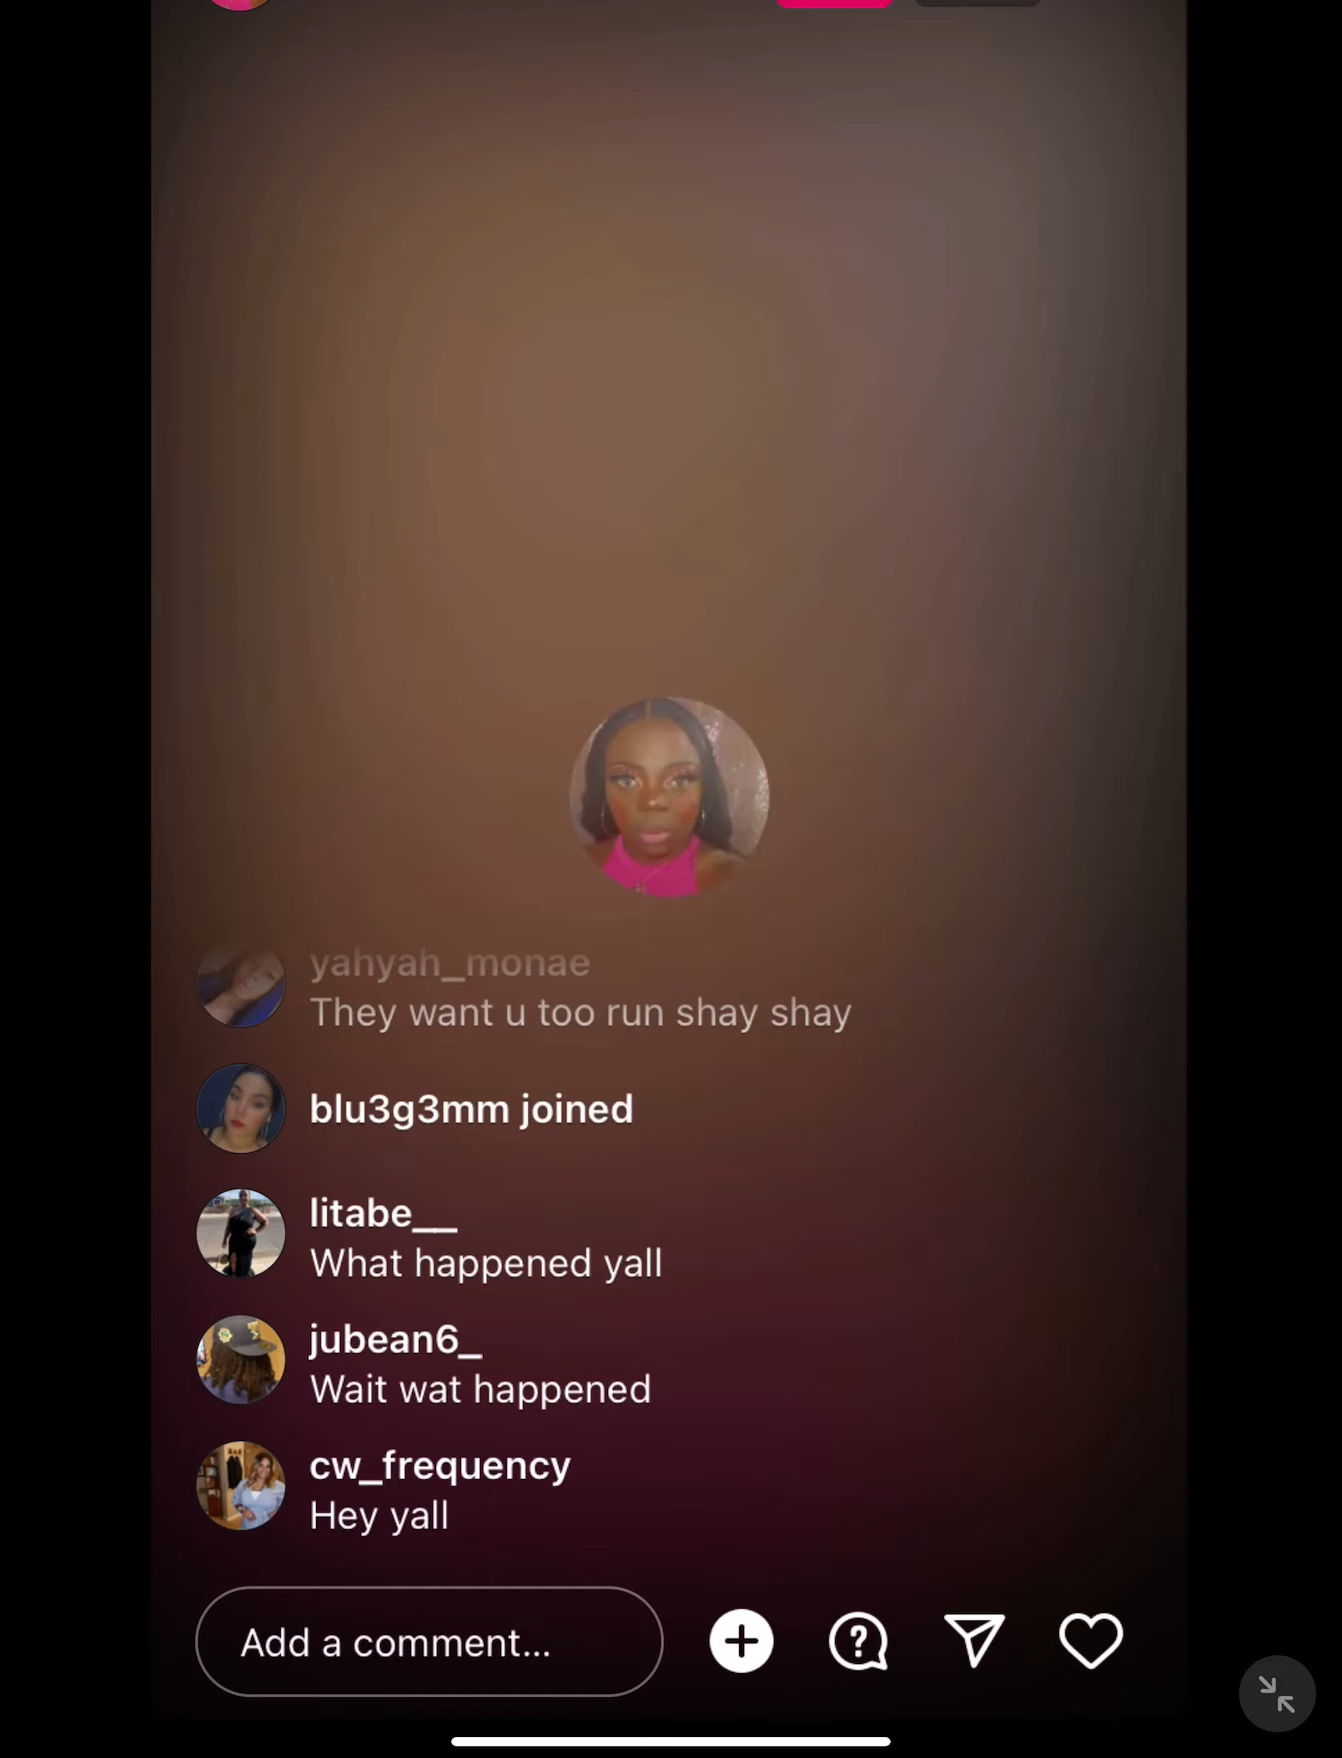 yahyah_monae
They want u too run shay shay
blu3g3mm joined
litabe__
What happened yall
jubean6_
Wait wat happened
cw_frequency
Hey yall
Add a comment...